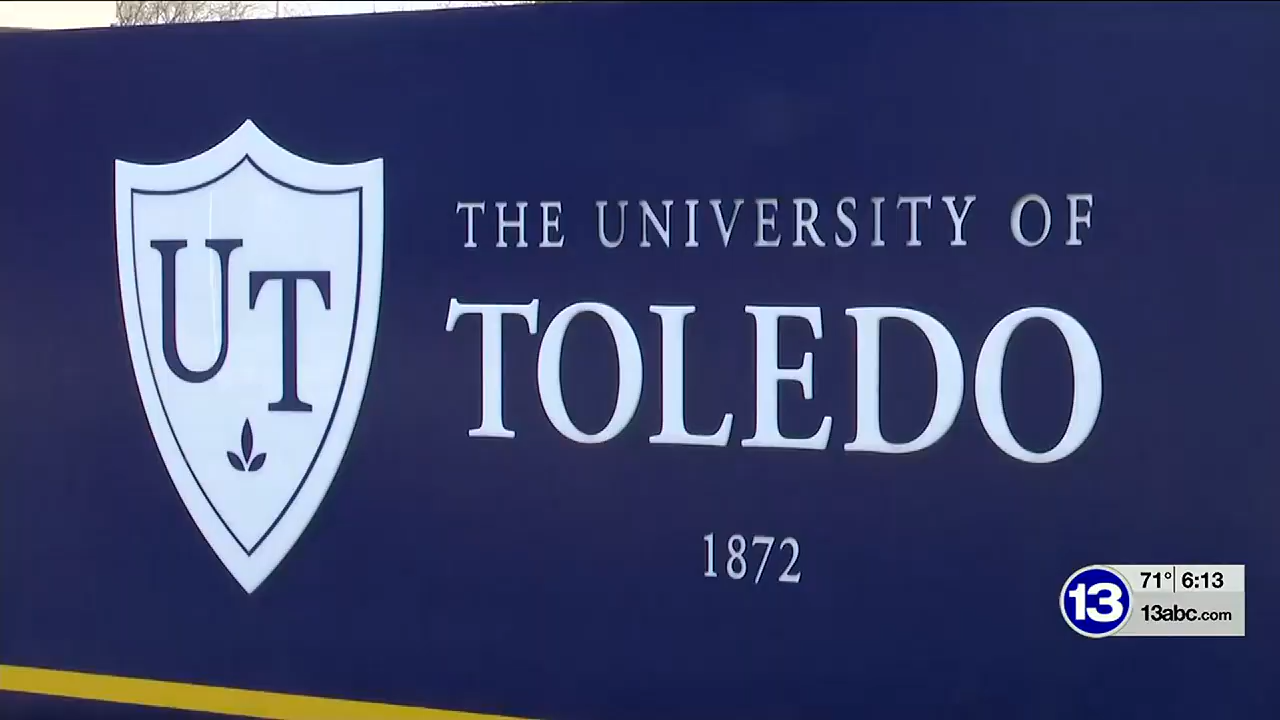 UT
THE UNIVERSITY OF
TOLEDO
1872
13
71° 6:13
13abc.com